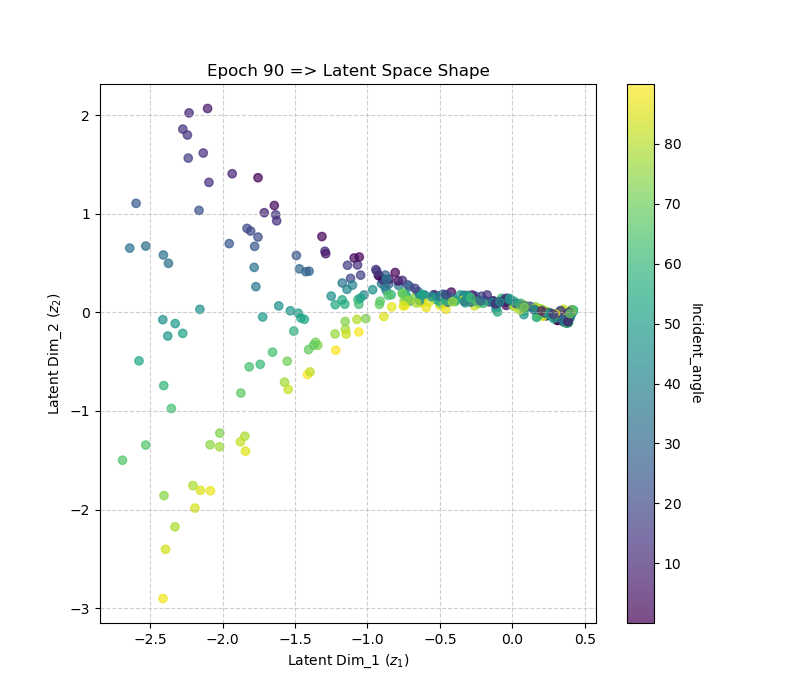 Epoch 90 => Latent Space Shape
2
1
0
−1
−2
−3
Latent Dim_2 (z₂)
−2.5 −2.0 −1.5 −1.0 −0.5 0.0 0.5
Latent Dim_1 (z₁)
80
70
60
50
40
30
20
10
Incident_angle